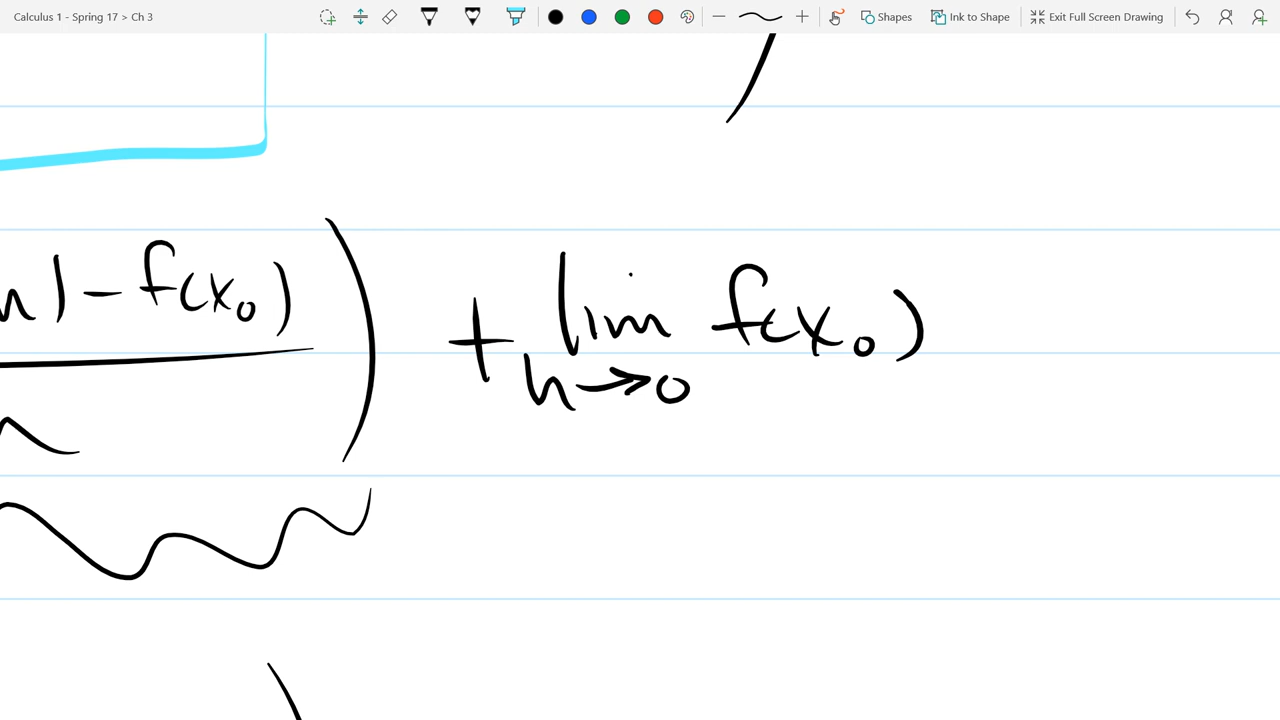 Calculus 1 - Spring 17 > Ch 3
Shapes
Ink to Shape
Exit Full Screen Drawing
h) - f(x₀) ) + lim f(x₀)
h→0